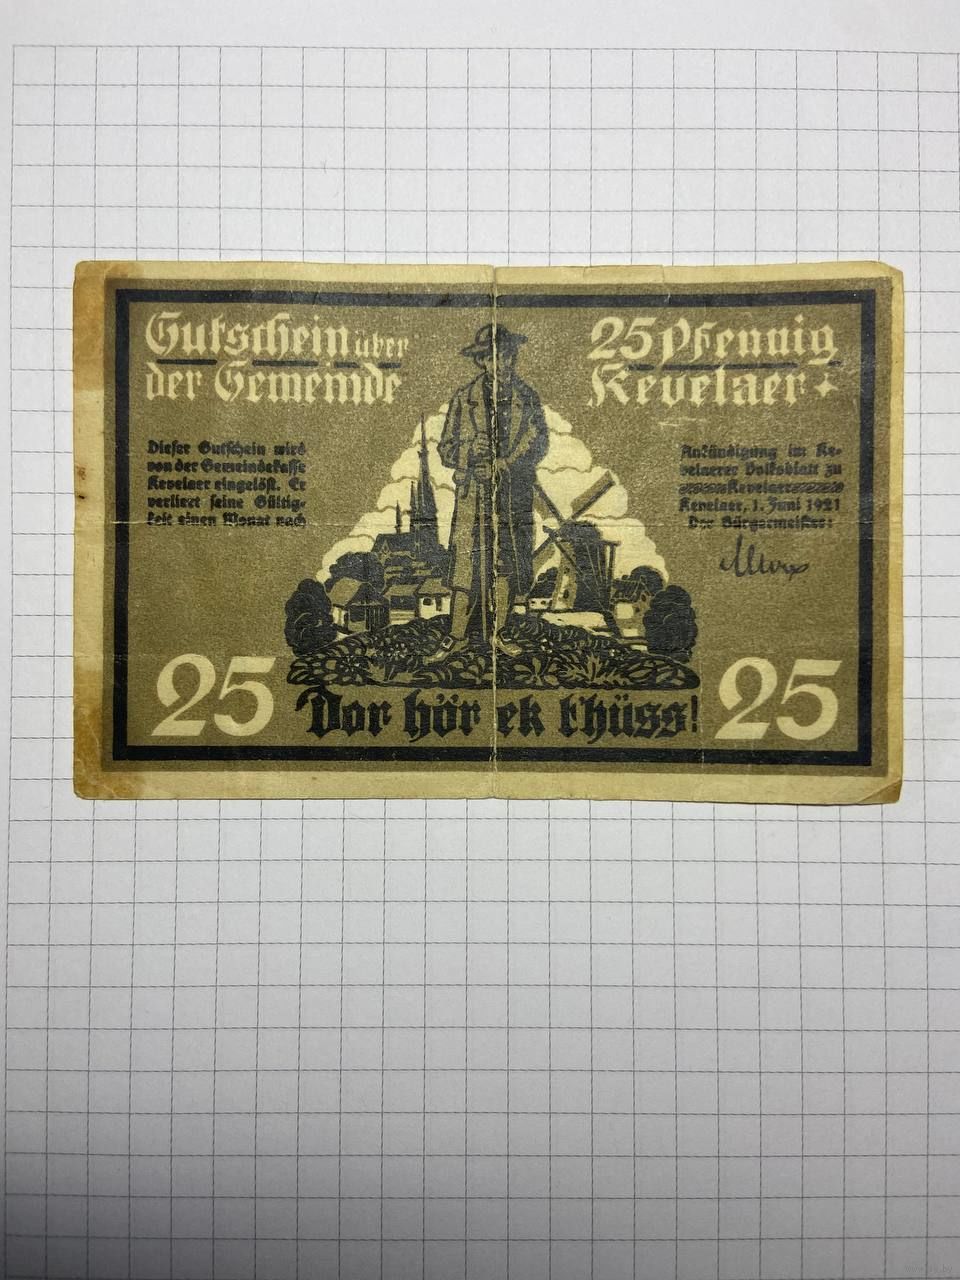 Gutschein über
der Gemeinde
25 Pfennig
Kevelaer
Dieser Gutschein wird
von der Gemeindekasse
Kevelaer eingelöst. Er
verliert seine Gültig-
keit einen Monat nach
Ankündigung im Ke-
velaerer Volksblatt zu
Kevelaer
Kevelaer, 1. Juni 1921
Der Bürgermeister:
Marx
25
Dor hör ek t'hüss!
25